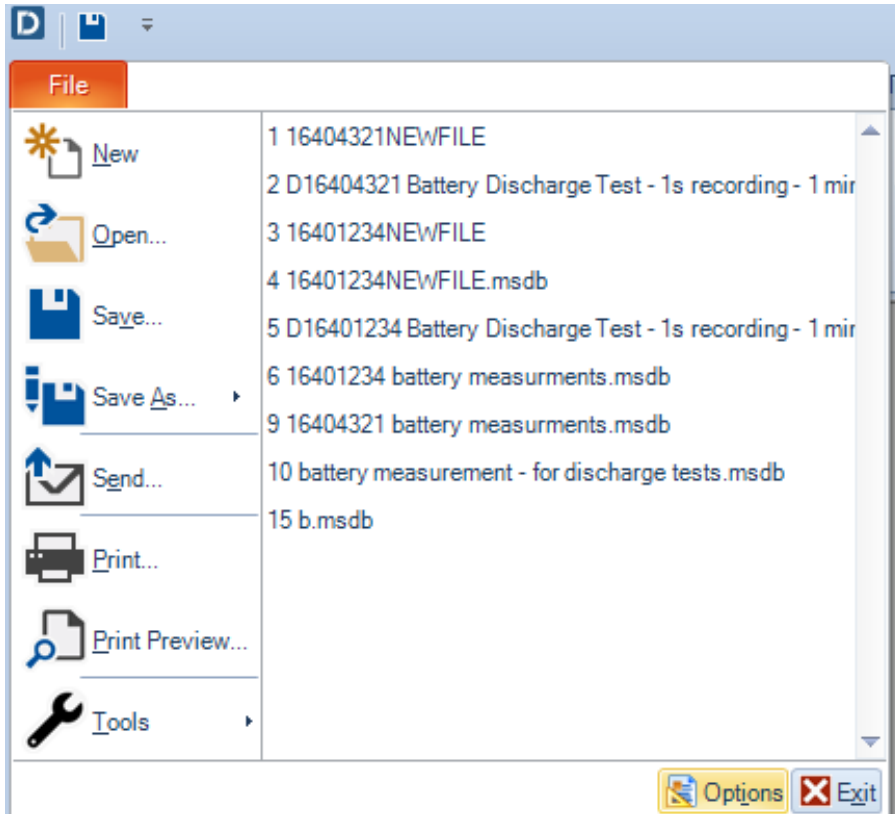 D
File
New
Open...
Save...
Save As...
Send...
Print...
Print Preview...
Tools
1 16404321NEWFILE
2 D16404321 Battery Discharge Test - 1s recording - 1 min
3 16401234NEWFILE
4 16401234NEWFILE.msdb
5 D16401234 Battery Discharge Test - 1s recording - 1 min
6 16401234 battery measurments.msdb
9 16404321 battery measurments.msdb
10 battery measurement - for discharge tests.msdb
15 b.msdb
Options
Exit